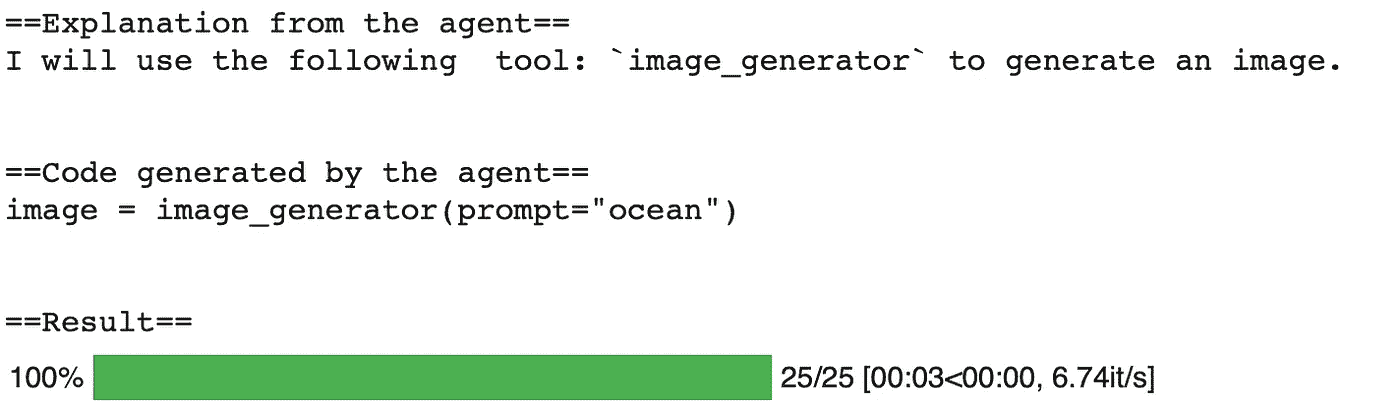 ==Explanation from the agent==
I will use the following  tool: `image_generator` to generate an image.
==Code generated by the agent==
image = image_generator(prompt="ocean")
==Result==
100% 25/25 [00:03<00:00, 6.74it/s]